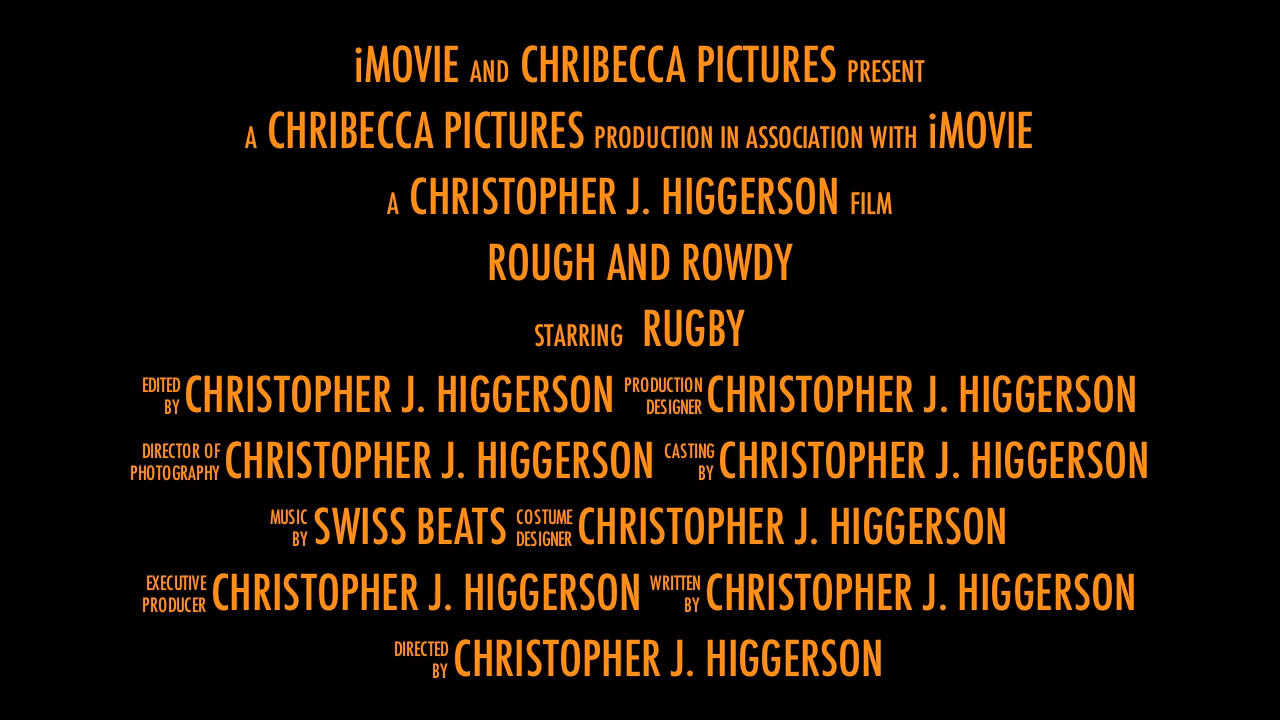 iMOVIE AND CHRIBECCA PICTURES PRESENT
A CHRIBECCA PICTURES PRODUCTION IN ASSOCIATION WITH iMOVIE
A CHRISTOPHER J. HIGGERSON FILM
ROUGH AND ROWDY
STARRING RUGBY
EDITED BY CHRISTOPHER J. HIGGERSON PRODUCTION DESIGNER CHRISTOPHER J. HIGGERSON
DIRECTOR OF PHOTOGRAPHY CHRISTOPHER J. HIGGERSON CASTING BY CHRISTOPHER J. HIGGERSON
MUSIC BY SWISS BEATS COSTUME DESIGNER CHRISTOPHER J. HIGGERSON
EXECUTIVE PRODUCER CHRISTOPHER J. HIGGERSON WRITTEN BY CHRISTOPHER J. HIGGERSON
DIRECTED BY CHRISTOPHER J. HIGGERSON